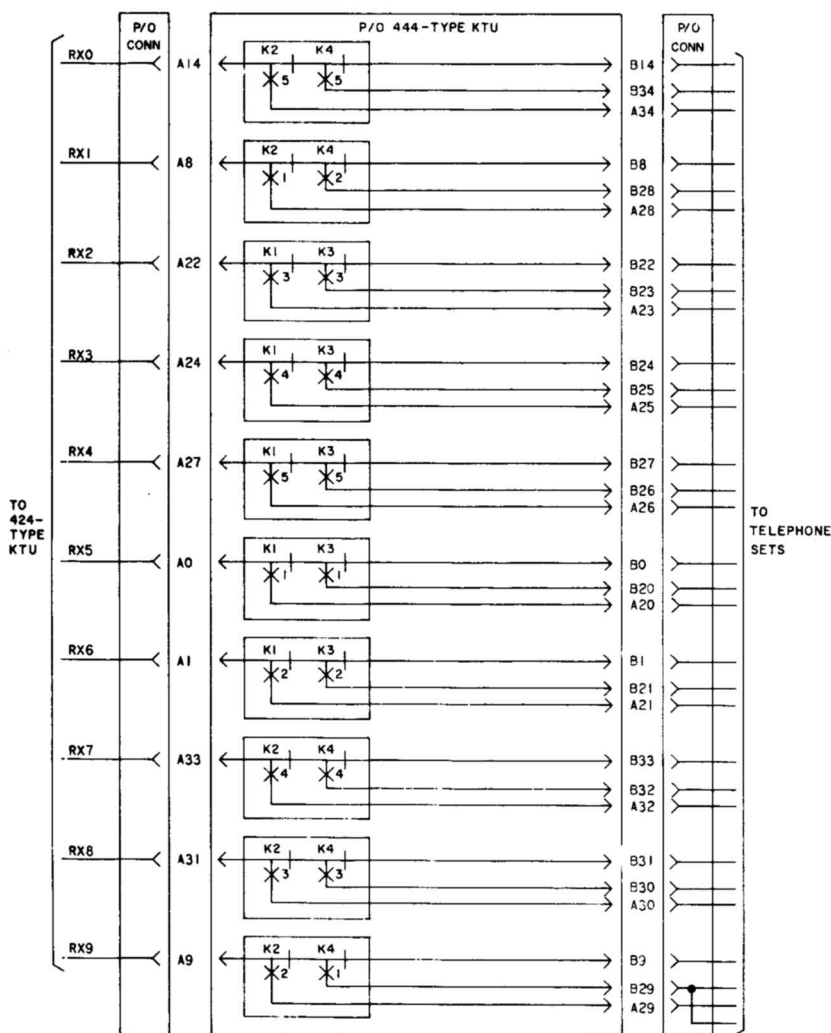 P/O CONN
P/O 444-TYPE KTU
P/O CONN
TO 424-TYPE KTU
TO TELEPHONE SETS
RX0 A14 K2 K4 B14
5 5 B34
A34
RX1 A8 K2 K4 B8
1 2 B28
A28
RX2 A22 K1 K3 B22
3 3 B23
A23
RX3 A24 K1 K3 B24
4 4 B25
A25
RX4 A27 K1 K3 B27
5 5 B26
A26
RX5 A0 K1 K3 B0
1 1 B20
A20
RX6 A1 K1 K3 B1
2 2 B21
A21
RX7 A33 K2 K4 B33
4 4 B32
A32
RX8 A31 K2 K4 B31
3 3 B30
A30
RX9 A9 K2 K4 B9
2 1 B29
A29